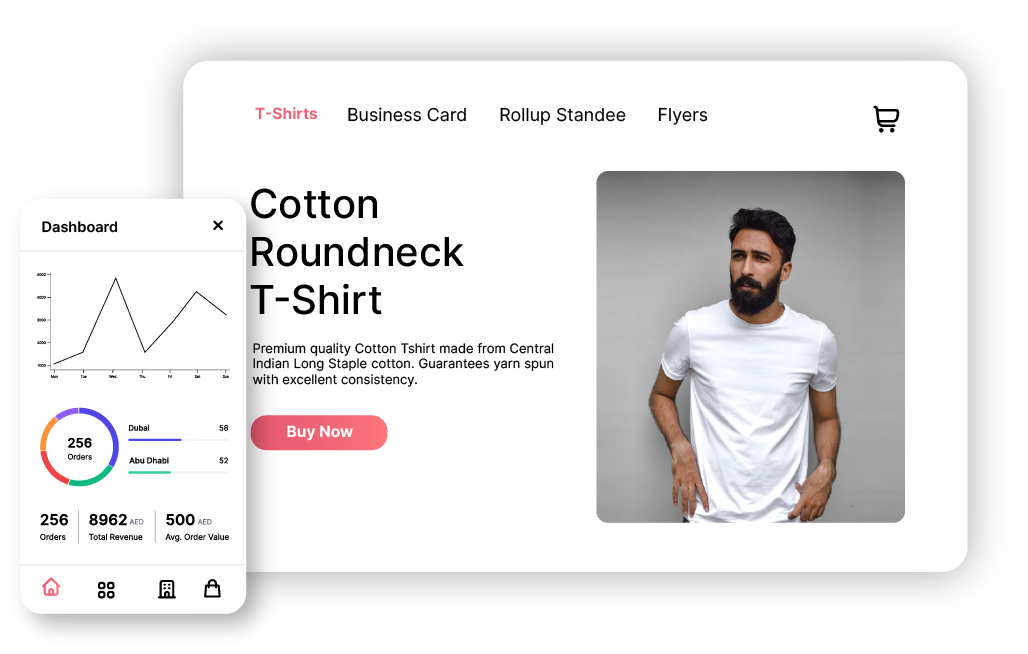 T-Shirts Business Card Rollup Standee Flyers
Cotton
Roundneck
T-Shirt
Premium quality Cotton Tshirt made from Central
Indian Long Staple cotton. Guarantees yarn spun
with excellent consistency.
Buy Now
Dashboard
5000
4000
3000
2000
1000
Mon Tue Wed Thu Fri Sat Sun
256
Orders
Dubai 58
Abu Dhabi 52
256 8962 AED 500 AED
Orders Total Revenue Avg. Order Value